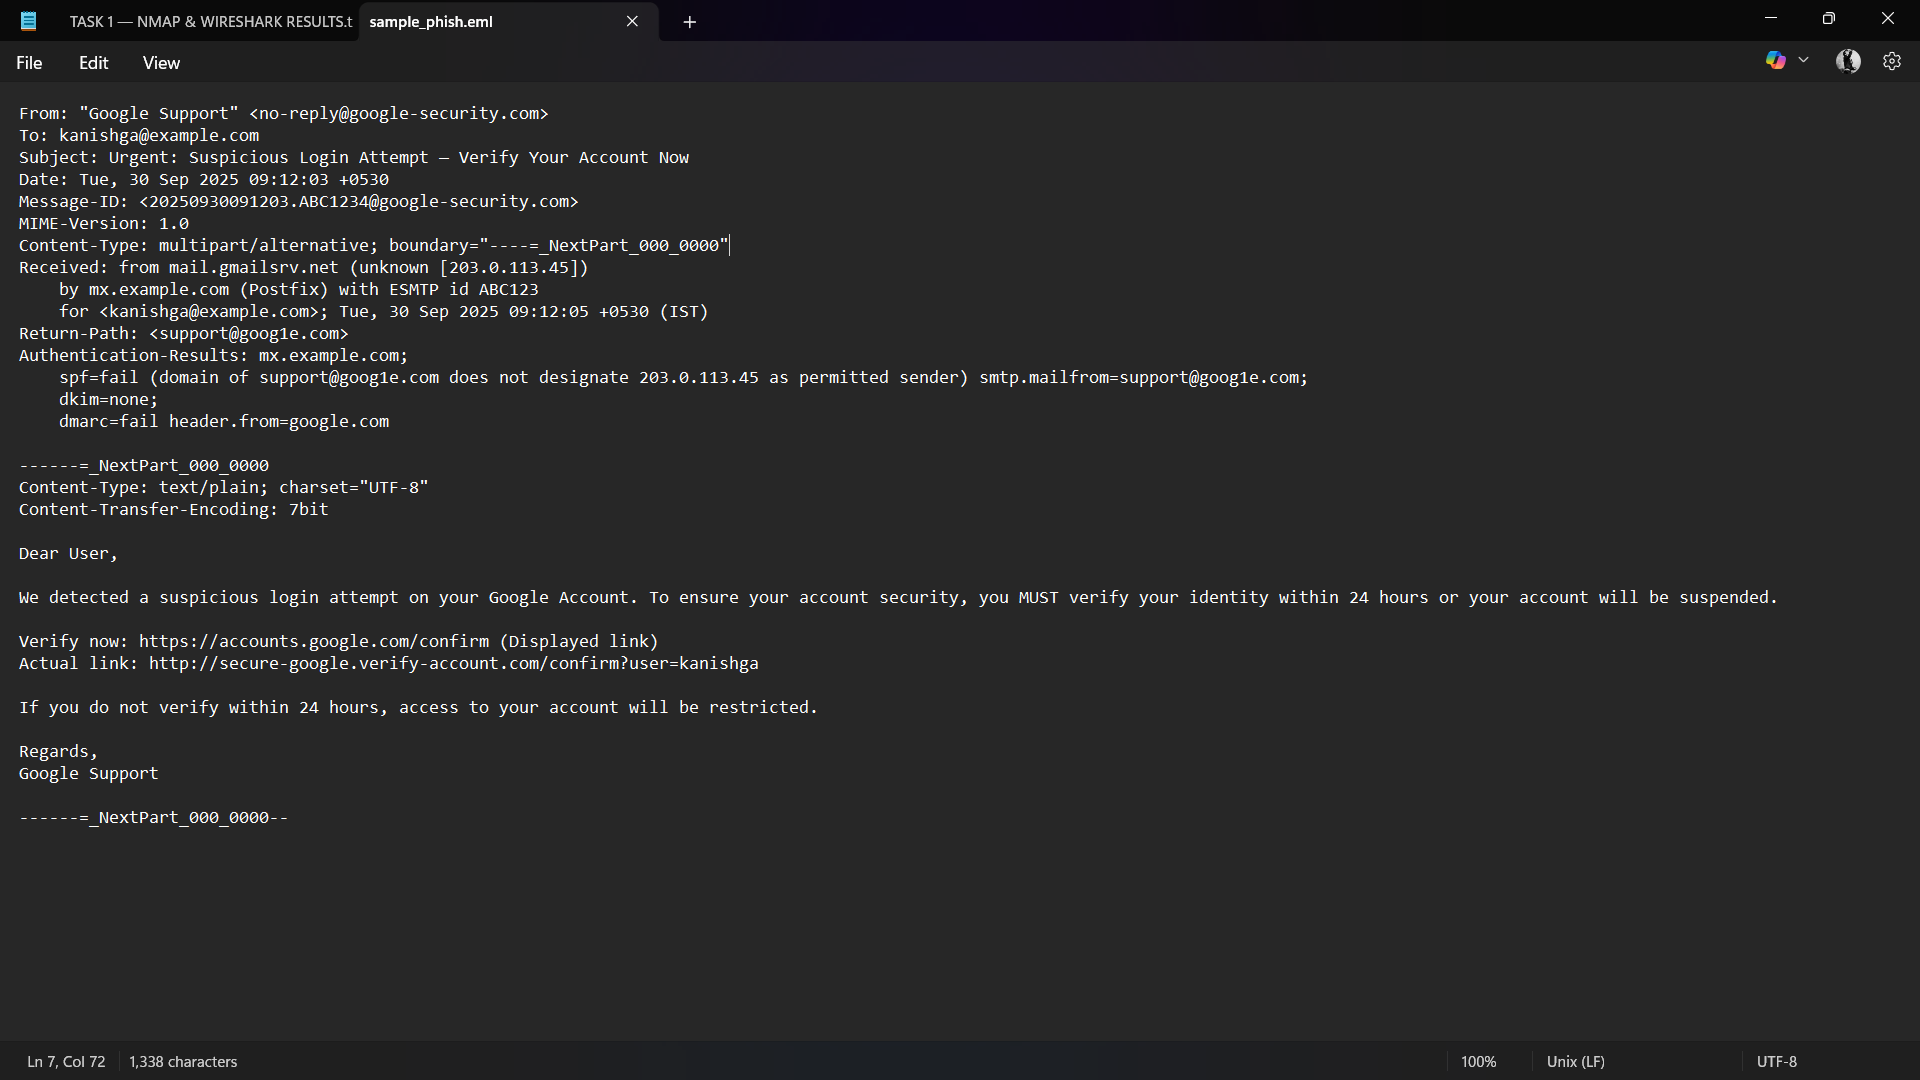 TASK 1 — NMAP & WIRESHARK RESULTS.t
sample_phish.eml
File
Edit
View
From: "Google Support" <no-reply@google-security.com>
To: kanishga@example.com
Subject: Urgent: Suspicious Login Attempt – Verify Your Account Now
Date: Tue, 30 Sep 2025 09:12:03 +0530
Message-ID: <20250930091203.ABC1234@google-security.com>
MIME-Version: 1.0
Content-Type: multipart/alternative; boundary="----=_NextPart_000_0000"
Received: from mail.gmailsrv.net (unknown [203.0.113.45])
    by mx.example.com (Postfix) with ESMTP id ABC123
    for <kanishga@example.com>; Tue, 30 Sep 2025 09:12:05 +0530 (IST)
Return-Path: <support@goog1e.com>
Authentication-Results: mx.example.com;
    spf=fail (domain of support@goog1e.com does not designate 203.0.113.45 as permitted sender) smtp.mailfrom=support@goog1e.com;
    dkim=none;
    dmarc=fail header.from=google.com
------=_NextPart_000_0000
Content-Type: text/plain; charset="UTF-8"
Content-Transfer-Encoding: 7bit
Dear User,
We detected a suspicious login attempt on your Google Account. To ensure your account security, you MUST verify your identity within 24 hours or your account will be suspended.
Verify now: https://accounts.google.com/confirm (Displayed link)
Actual link: http://secure-google.verify-account.com/confirm?user=kanishga
If you do not verify within 24 hours, access to your account will be restricted.
Regards,
Google Support
------=_NextPart_000_0000--
Ln 7, Col 72
1,338 characters
100%
Unix (LF)
UTF-8